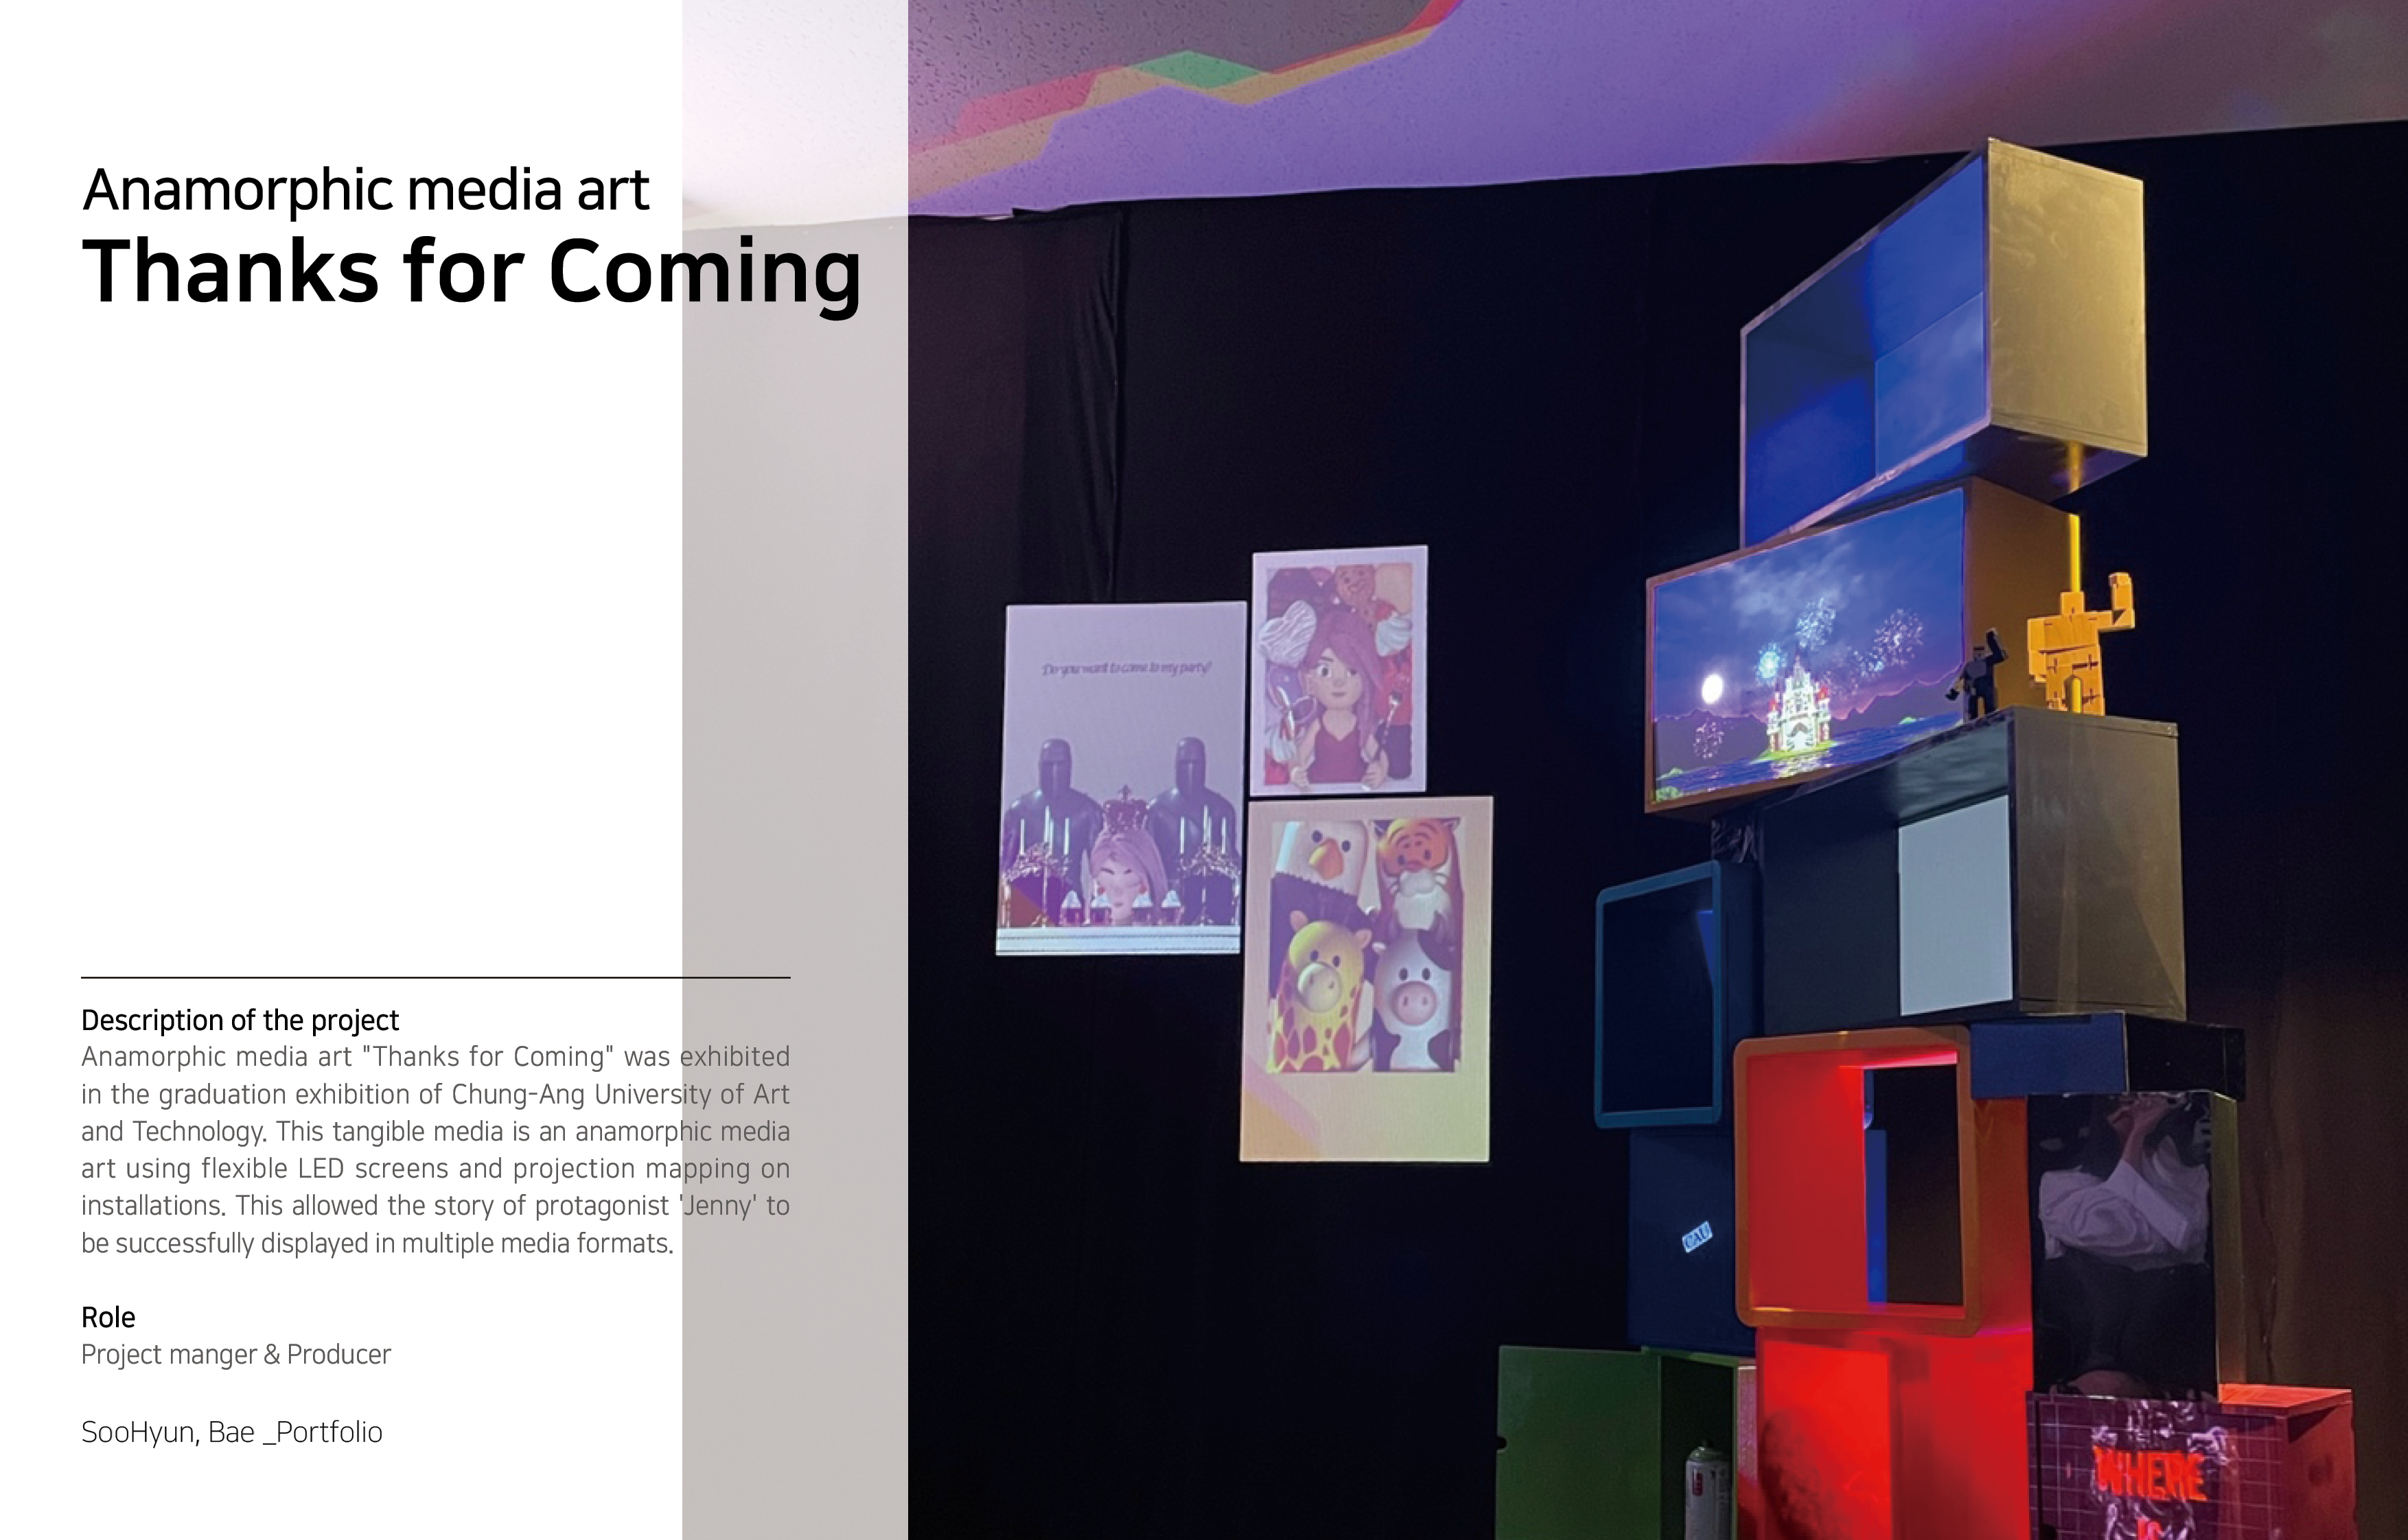 Anamorphic media art
Thanks for Coming
Description of the project
Anamorphic media art "Thanks for Coming" was exhibited
in the graduation exhibition of Chung-Ang University of Art
and Technology. This tangible media is an anamorphic media
art using flexible LED screens and projection mapping on
installations. This allowed the story of protagonist 'Jenny' to
be successfully displayed in multiple media formats.
Role
Project manger & Producer
SooHyun, Bae _Portfolio
Do you want to come to my party?
CAU
WHERE
IS